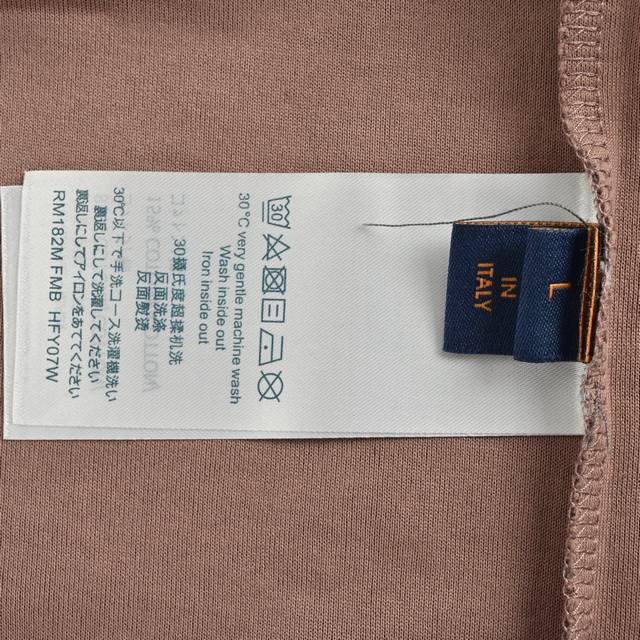 L
IN
ITALY
30
30°C very gentle machine wash
Wash inside out
Iron inside out
30摄氏度超揉机洗
反面洗涤
反面熨烫
30℃以下で手洗コース洗濯機洗い
裏返しにして洗濯してください
裏返しにしてアイロンをあてください
RM182M FMB HFY07W